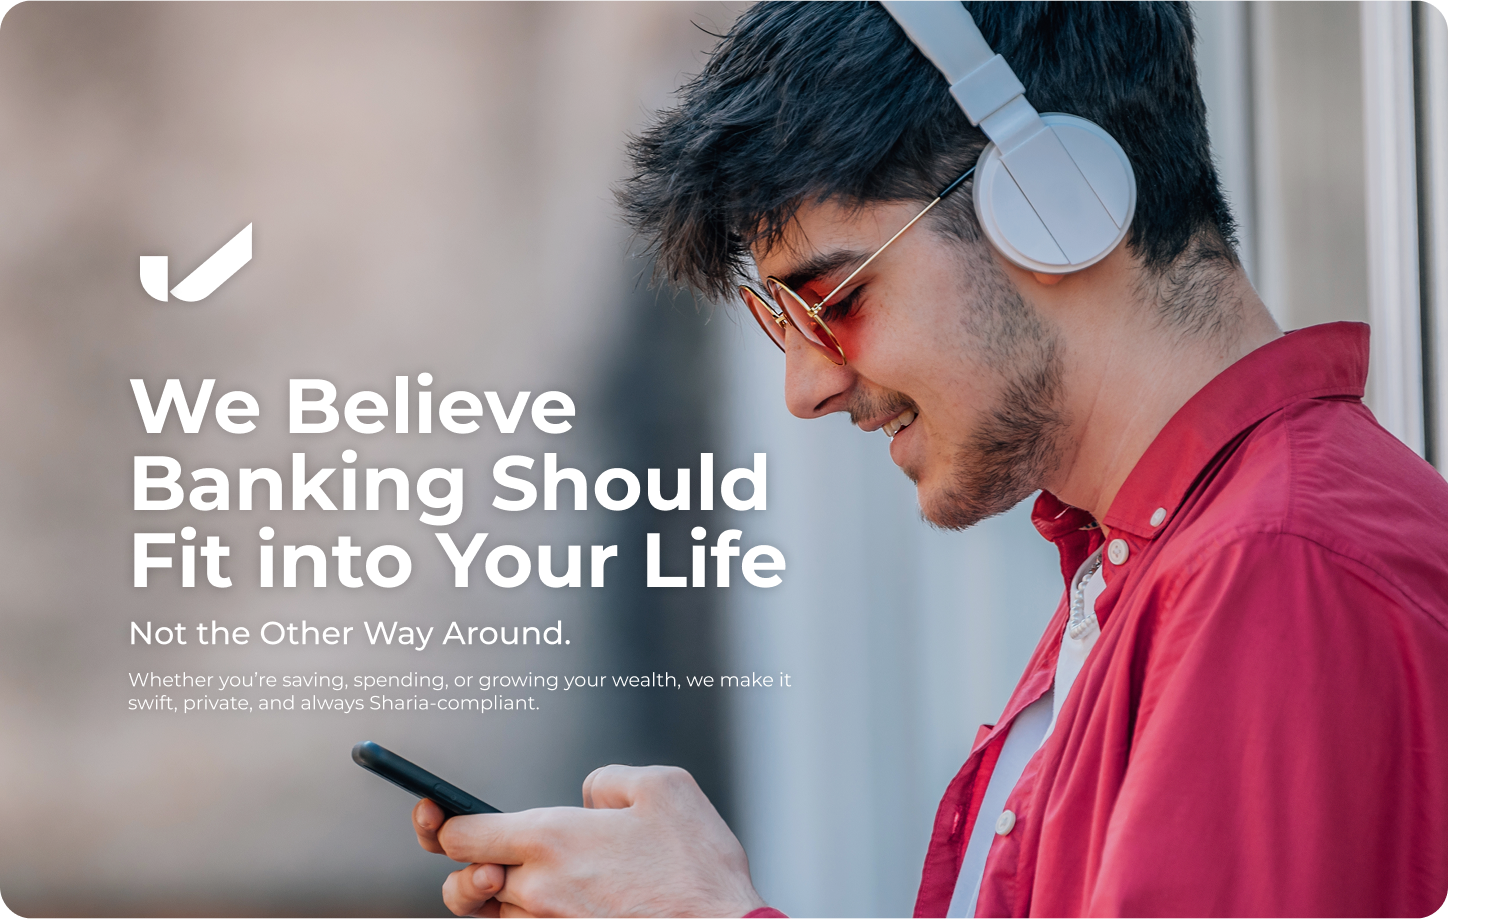 We Believe
Banking Should
Fit into Your Life
Not the Other Way Around.
Whether you’re saving, spending, or growing your wealth, we make it
swift, private, and always Sharia-compliant.